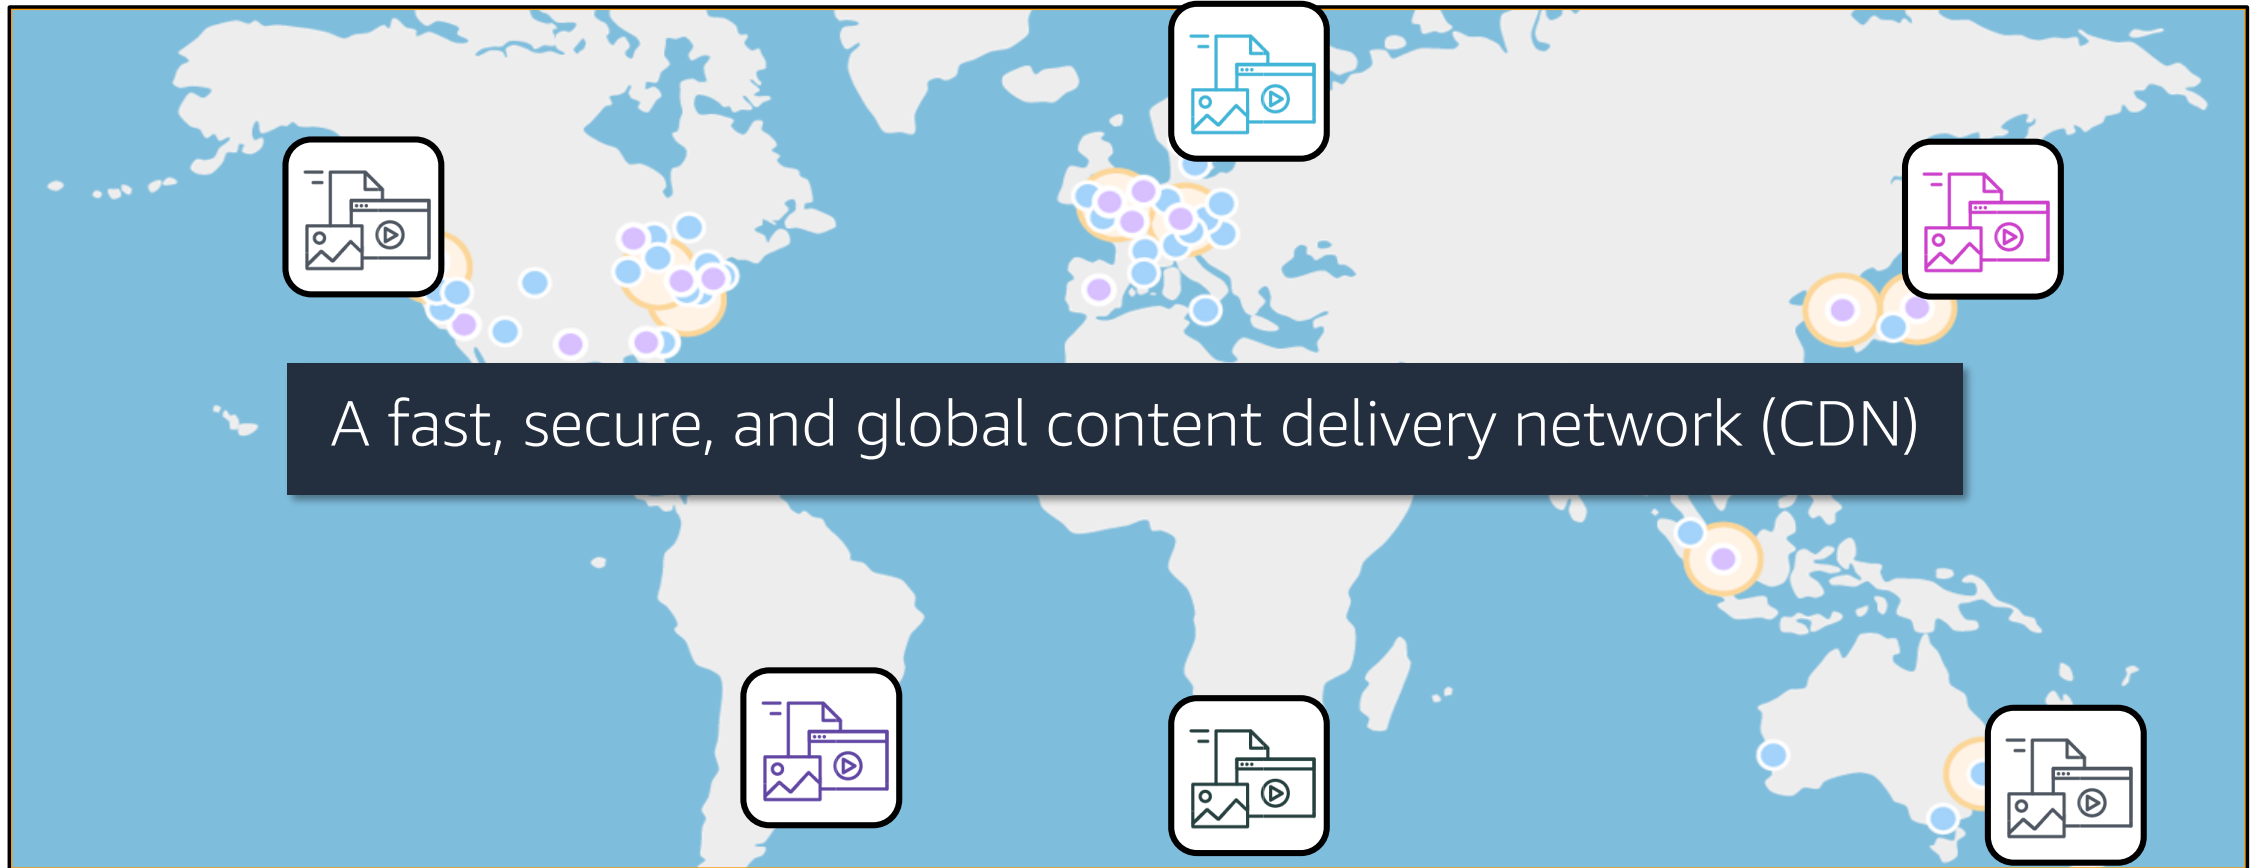 A fast, secure, and global content delivery network (CDN)